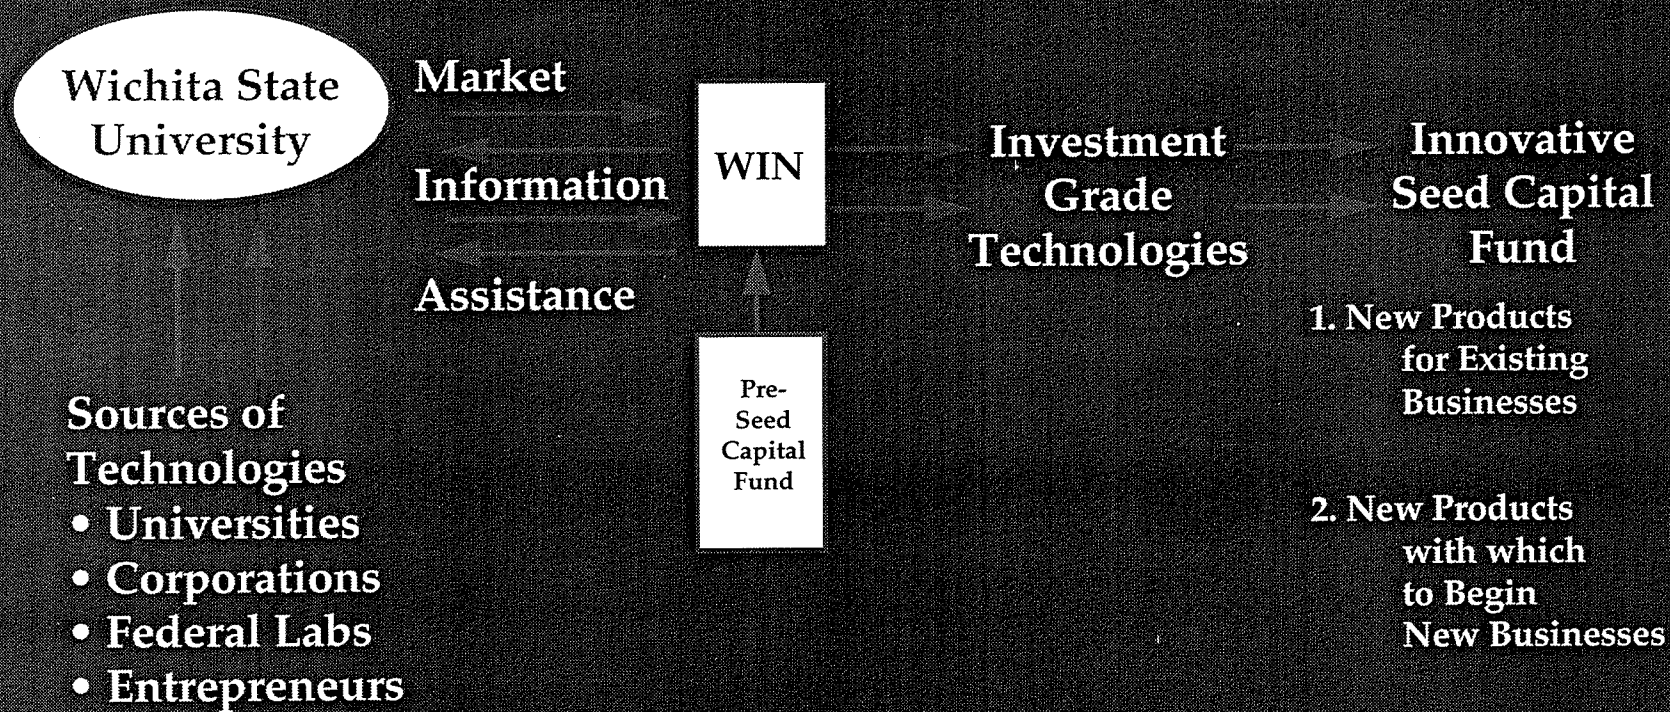 Wichita State
University
Market
Information
Assistance
WIN
Pre-
Seed
Capital
Fund
Investment
Grade
Technologies
Innovative
Seed Capital
Fund
1. New Products
for Existing
Businesses
2. New Products
with which
to Begin
New Businesses
Sources of
Technologies
• Universities
• Corporations
• Federal Labs
• Entrepreneurs